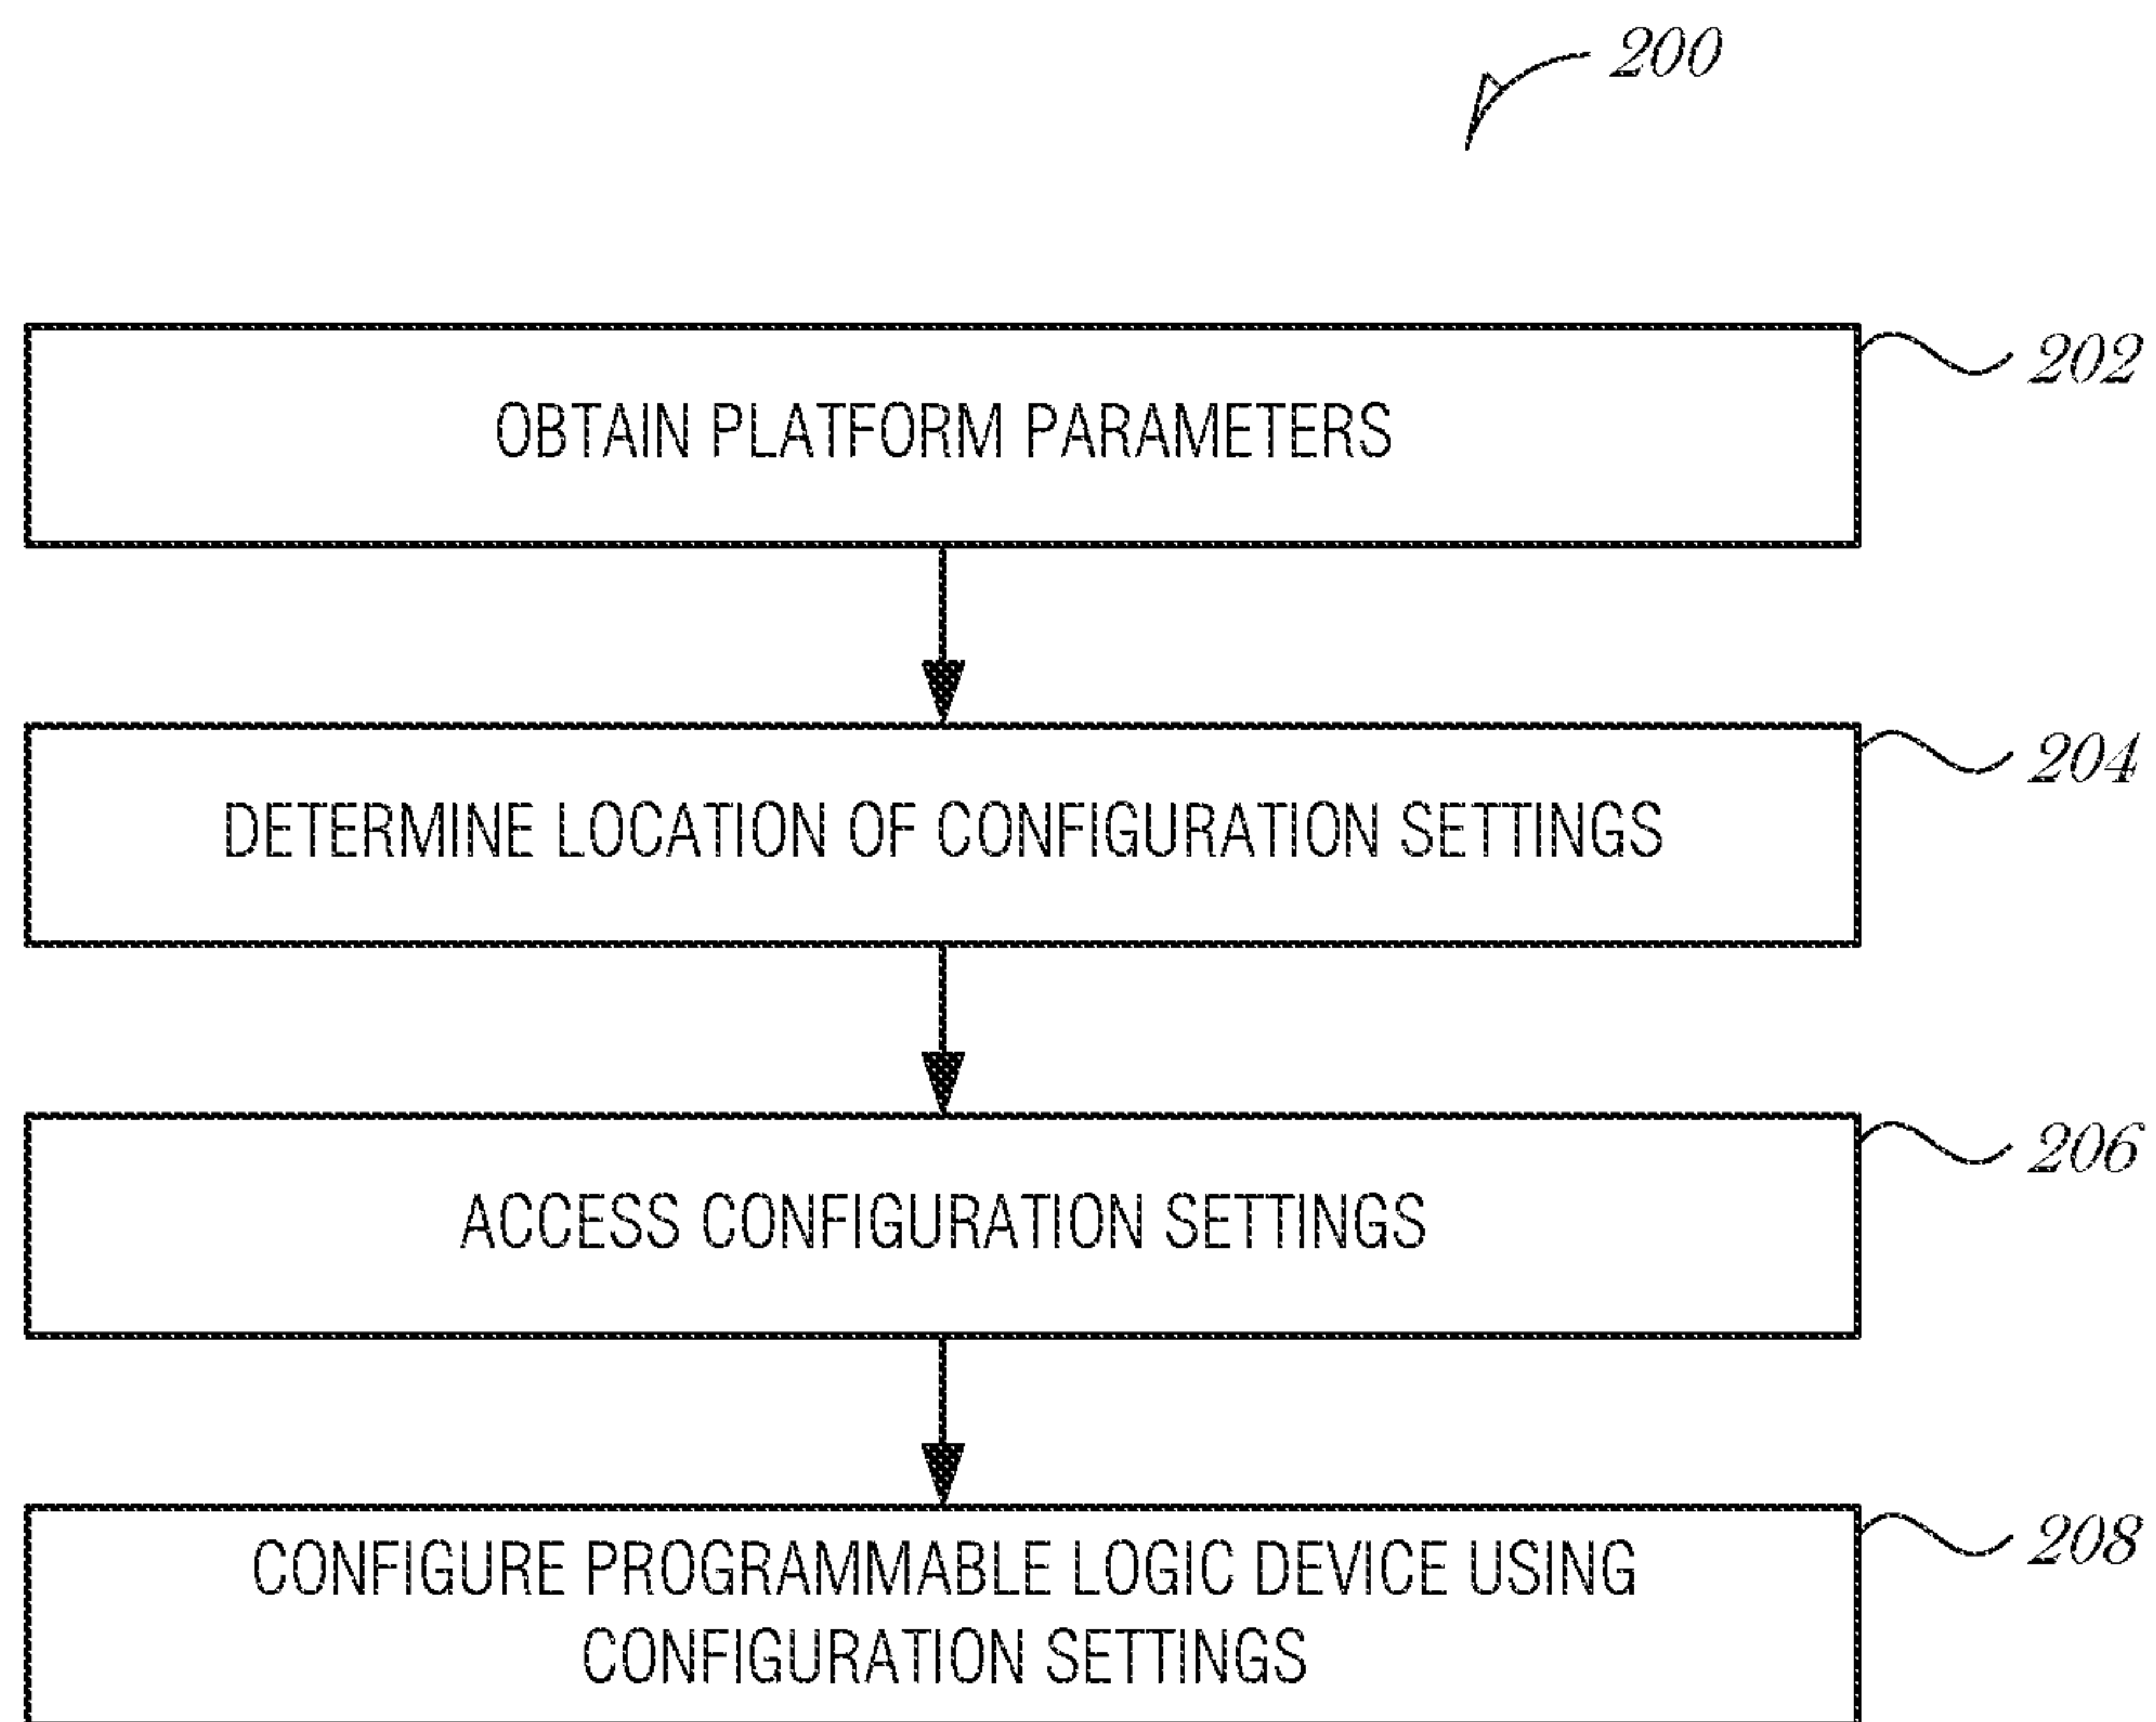 200
202
OBTAIN PLATFORM PARAMETERS
204
DETERMINE LOCATION OF CONFIGURATION SETTINGS
206
ACCESS CONFIGURATION SETTINGS
208
CONFIGURE PROGRAMMABLE LOGIC DEVICE USING
CONFIGURATION SETTINGS